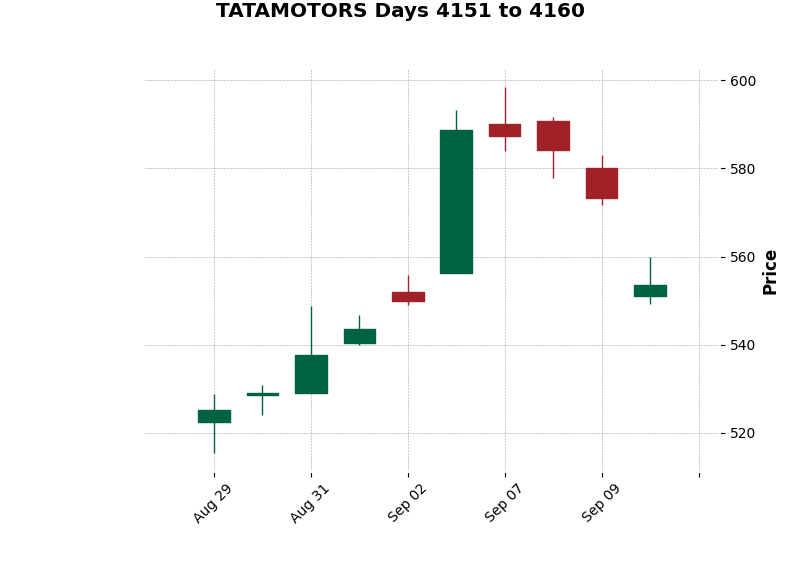 TATAMOTORS Days 4151 to 4160
600
580
560
540
520
Price
Aug 29
Aug 31
Sep 02
Sep 07
Sep 09